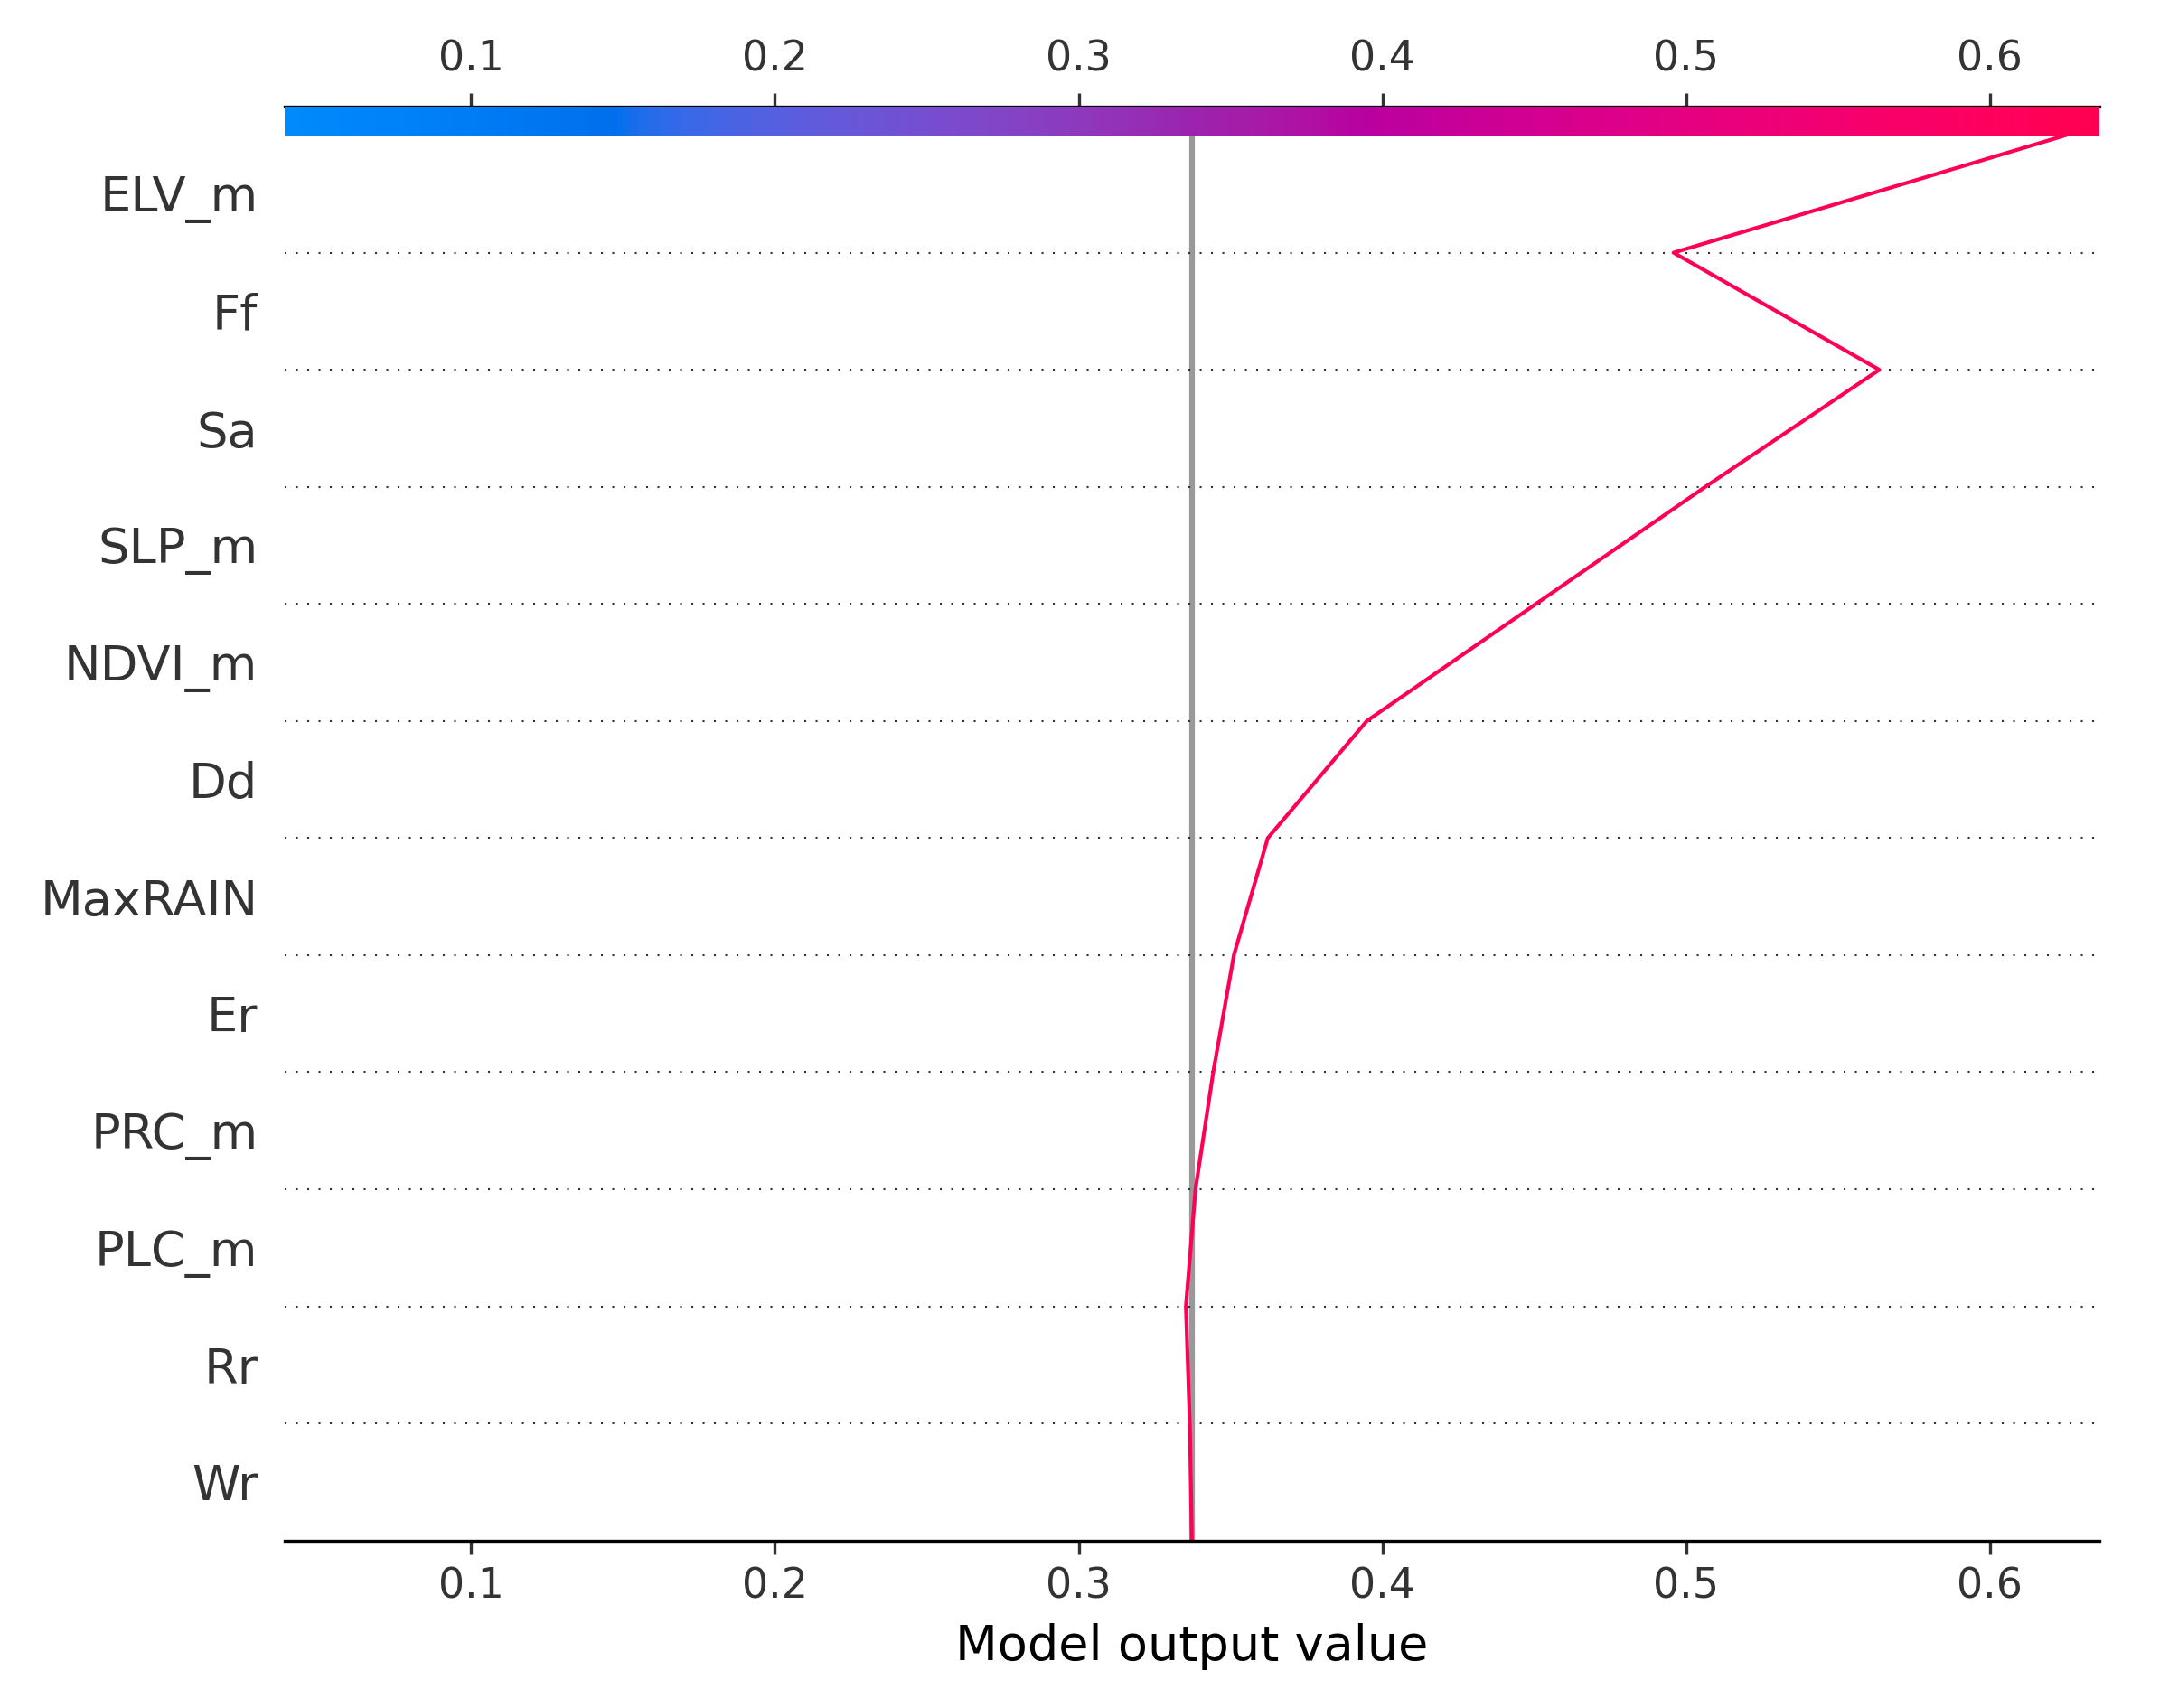 0.1 0.2 0.3 0.4 0.5 0.6
ELV_m
Ff
Sa
SLP_m
NDVI_m
Dd
MaxRAIN
Er
PRC_m
PLC_m
Rr
Wr
0.1 0.2 0.3 0.4 0.5 0.6
Model output value